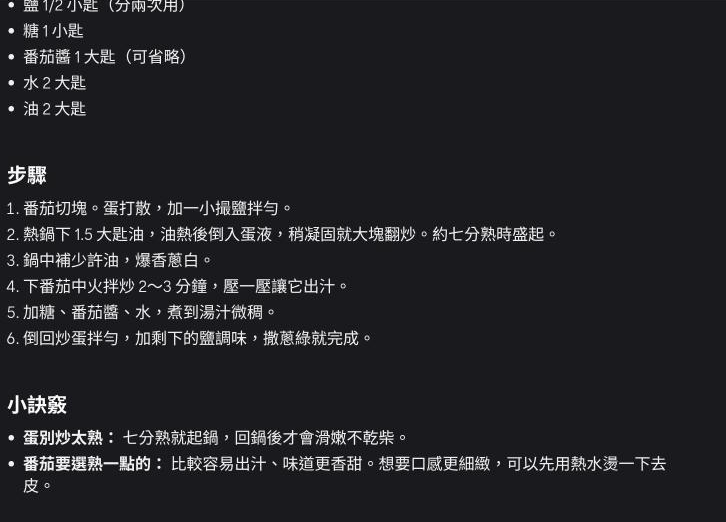 • 鹽 1/2 小匙（分兩次用）
• 糖 1 小匙
• 番茄醬 1 大匙（可省略）
• 水 2 大匙
• 油 2 大匙
步驟
1. 番茄切塊。蛋打散，加一小撮鹽拌勻。
2. 熱鍋下 1.5 大匙油，油熱後倒入蛋液，稍凝固就大塊翻炒。約七分熟時盛起。
3. 鍋中補少許油，爆香蔥白。
4. 下番茄中火拌炒 2～3 分鐘，壓一壓讓它出汁。
5. 加糖、番茄醬、水，煮到湯汁微稠。
6. 倒回炒蛋拌勻，加剩下的鹽調味，撒蔥綠就完成。
小訣竅
• 蛋別炒太熟： 七分熟就起鍋，回鍋後才會滑嫩不乾柴。
• 番茄要選熟一點的： 比較容易出汁、味道更香甜。想要口感更細緻，可以先用熱水燙一下去
皮。